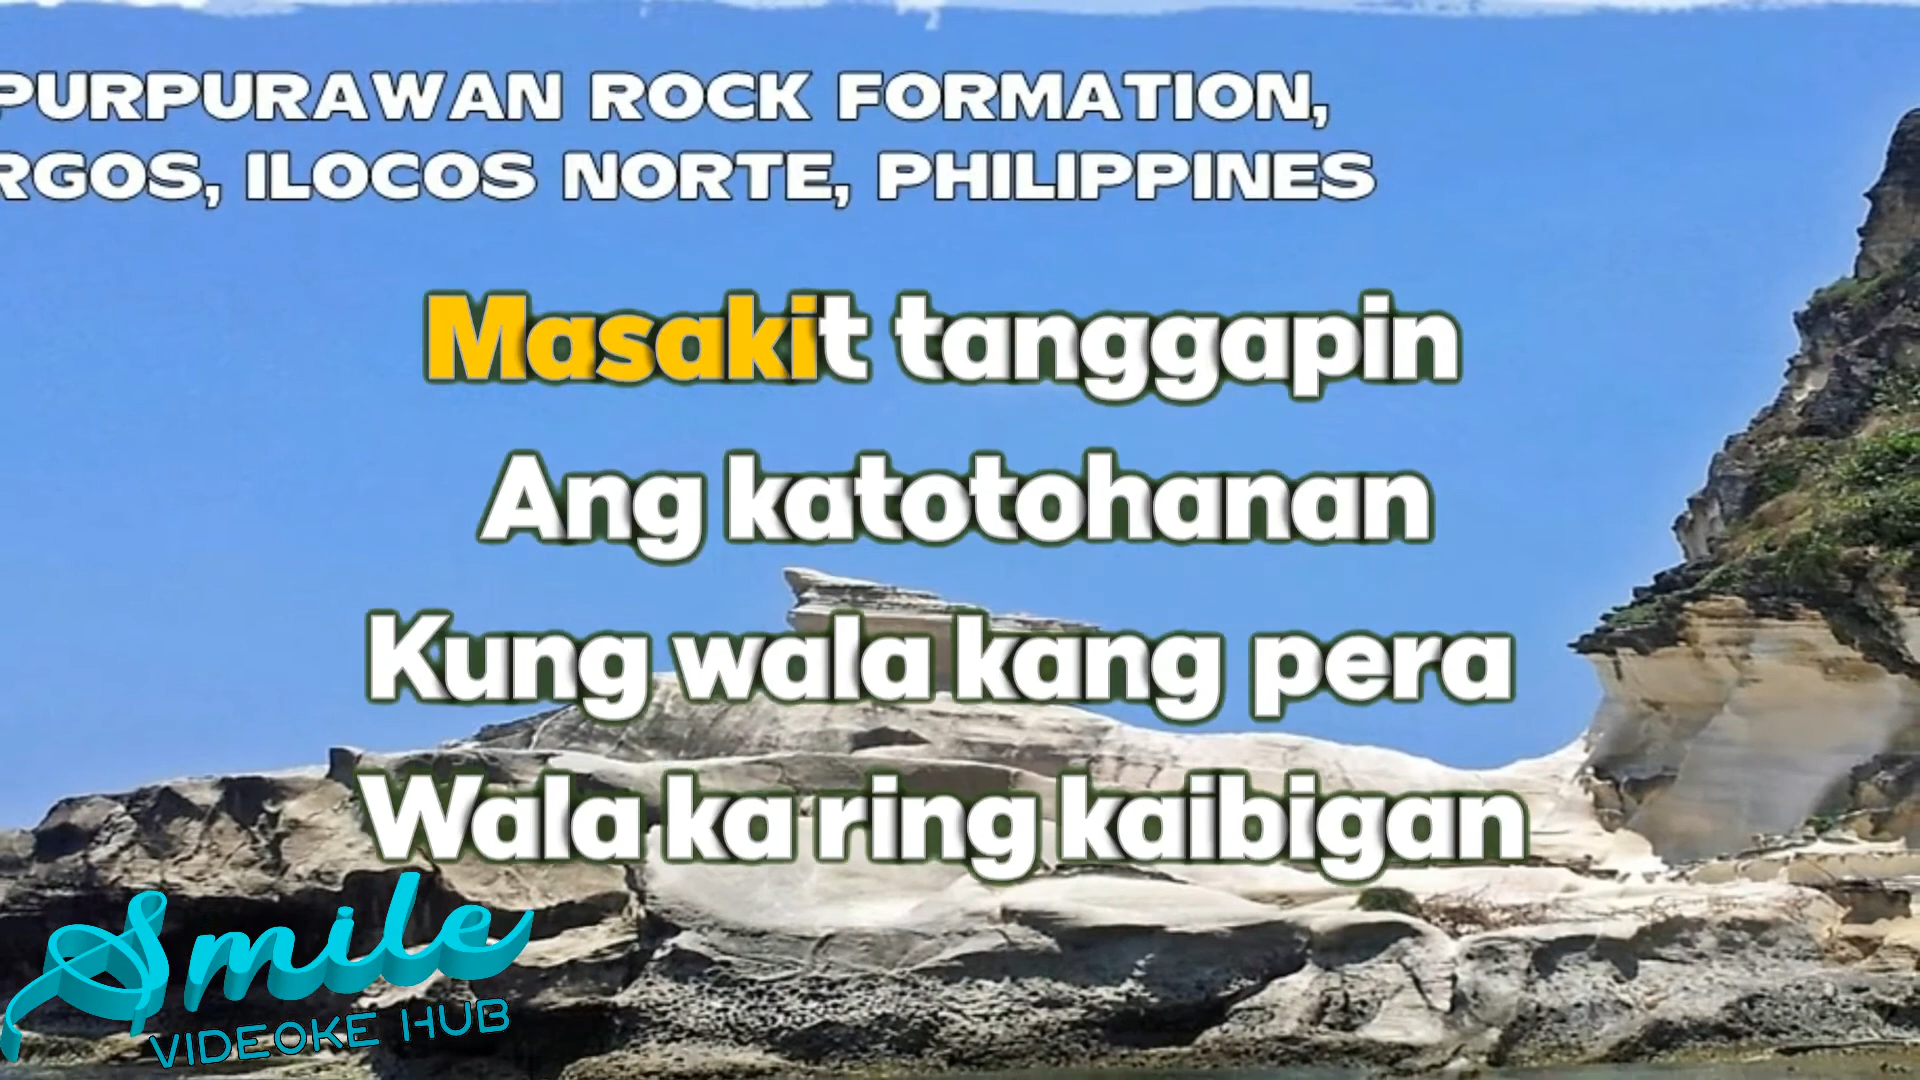 PURPURAWAN ROCK FORMATION,
RGOS, ILOCOS NORTE, PHILIPPINES
Masakit tanggapin
Ang katotohanan
Kung wala kang pera
Wala ka ring kaibigan
Smile
VIDEOKE HUB